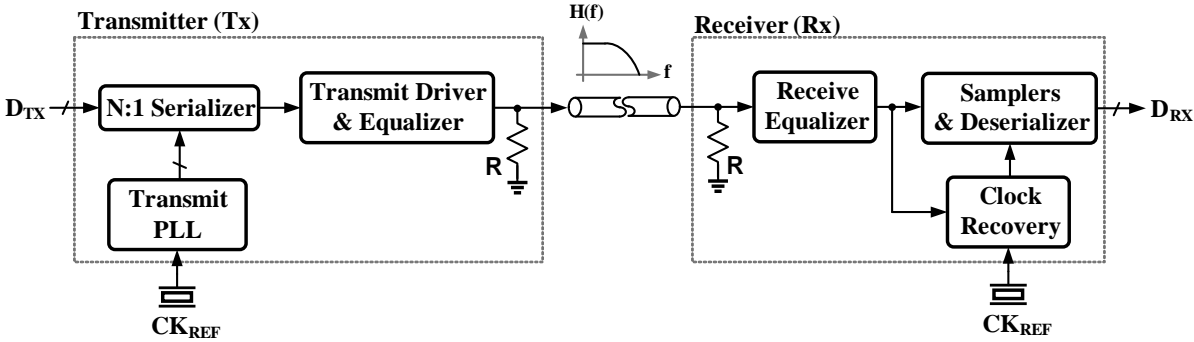 Transmitter (Tx)
D_TX
N:1 Serializer
Transmit Driver
& Equalizer
R
Transmit
PLL
CK_REF
H(f)
f
Receiver (Rx)
R
Receive
Equalizer
Samplers
& Deserializer
D_RX
Clock
Recovery
CK_REF